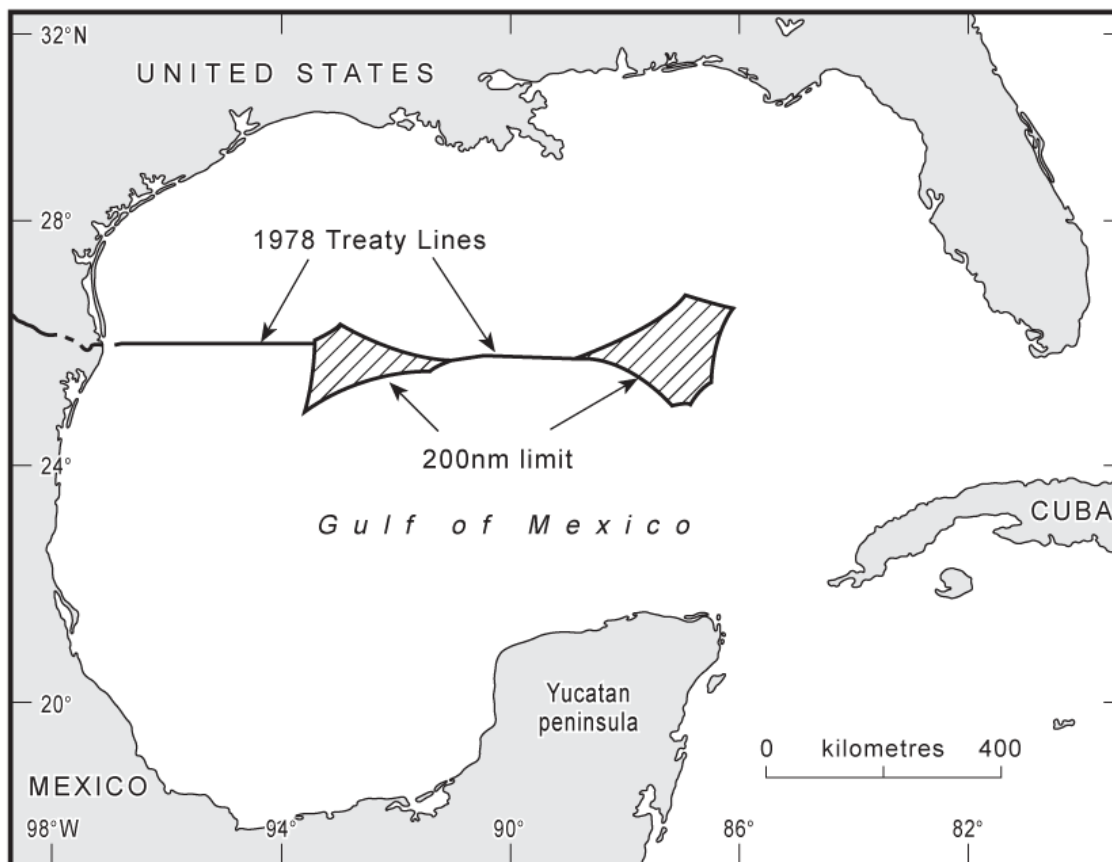 32°N
UNITED STATES
28°
1978 Treaty Lines
200nm limit
24°
Gulf of Mexico
CUBA
20°
Yucatan
peninsula
0 kilometres 400
MEXICO
98°W 94° 90° 86° 82°